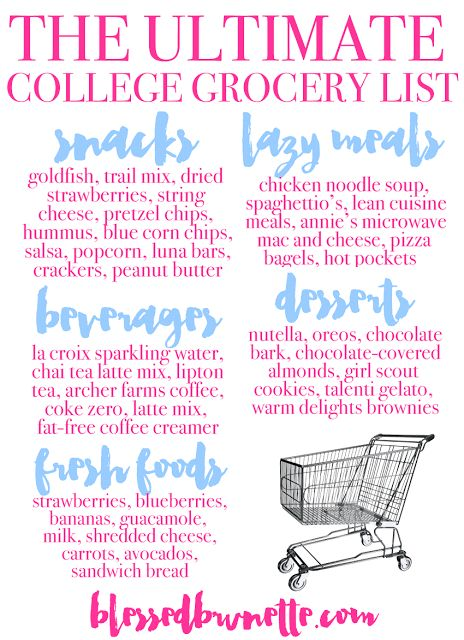 THE ULTIMATE
COLLEGE GROCERY LIST
snacks
goldfish, trail mix, dried
strawberries, string
cheese, pretzel chips,
hummus, blue corn chips,
salsa, popcorn, luna bars,
crackers, peanut butter
lazy meals
chicken noodle soup,
spaghettio's, lean cuisine
meals, annie's microwave
mac and cheese, pizza
bagels, hot pockets
beverages
la croix sparkling water,
chai tea latte mix, lipton
tea, archer farms coffee,
coke zero, latte mix,
fat-free coffee creamer
desserts
nutella, oreos, chocolate
bark, chocolate-covered
almonds, girl scout
cookies, talenti gelato,
warm delights brownies
fresh foods
strawberries, blueberries,
bananas, guacamole,
milk, shredded cheese,
carrots, avocados,
sandwich bread
blessedbrunette.com